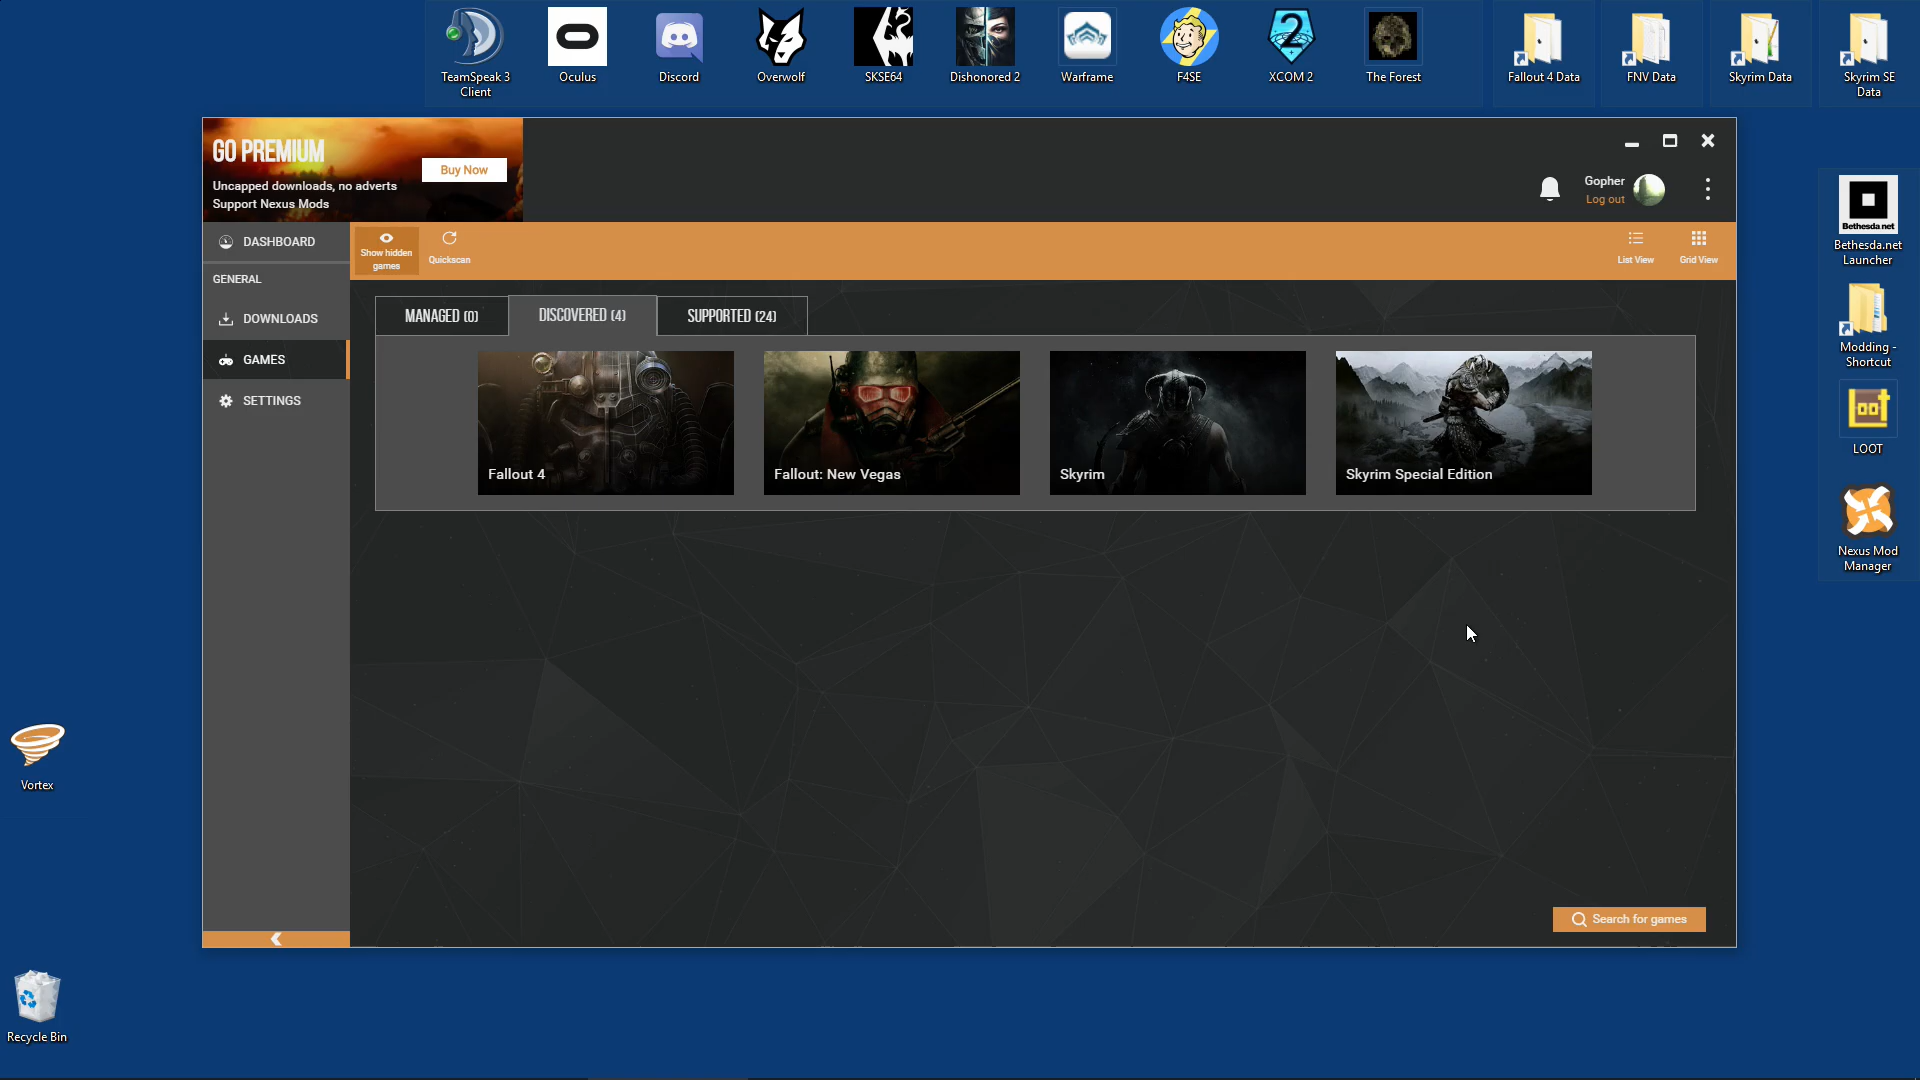 TeamSpeak 3
Client
Oculus
Discord
Overwolf
SKSE64
Dishonored 2
Warframe
F4SE
XCOM 2
The Forest
Fallout 4 Data
FNV Data
Skyrim Data
Skyrim SE
Data
GO PREMIUM
Uncapped downloads, no adverts
Support Nexus Mods
Buy Now
Gopher
Log out
DASHBOARD
GENERAL
DOWNLOADS
GAMES
SETTINGS
Show hidden
games
Quickscan
List View
Grid View
MANAGED (0)
DISCOVERED (4)
SUPPORTED (24)
Fallout 4
Fallout: New Vegas
Skyrim
Skyrim Special Edition
Search for games
Bethesda.net
Bethesda.net
Launcher
Modding -
Shortcut
LOOT
Nexus Mod
Manager
Vortex
Recycle Bin